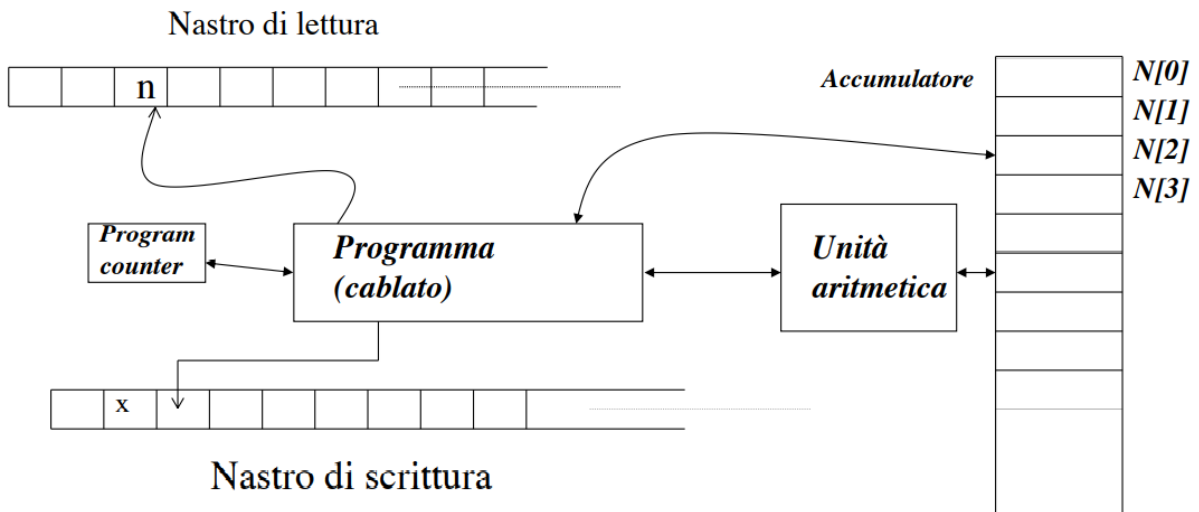 Nastro di lettura
n
Accumulatore
N[0]
N[1]
N[2]
N[3]
Program
counter
Programma
(cablato)
Unità
aritmetica
x
Nastro di scrittura